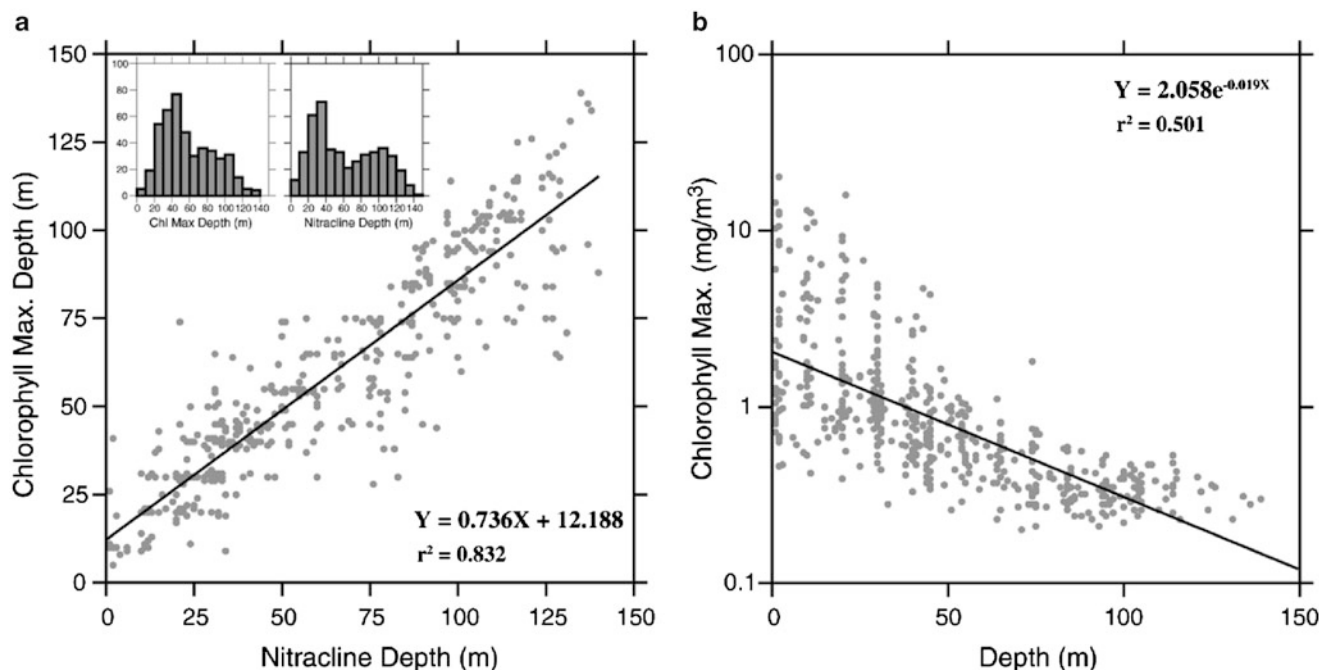 a
150
125
100
75
50
25
0
Chlorophyll Max. Depth (m)
100
80
60
40
20
0
0 20 40 60 80 100 120 140
Chl Max Depth (m)
0 20 40 60 80 100 120 140
Nitracline Depth (m)
Y = 0.736X + 12.188
r² = 0.832
0 25 50 75 100 125 150
Nitracline Depth (m)
b
100
10
1
0.1
Chlorophyll Max. (mg/m³)
Y = 2.058e⁻⁰·⁰¹⁹ˣ
r² = 0.501
0 50 100 150
Depth (m)